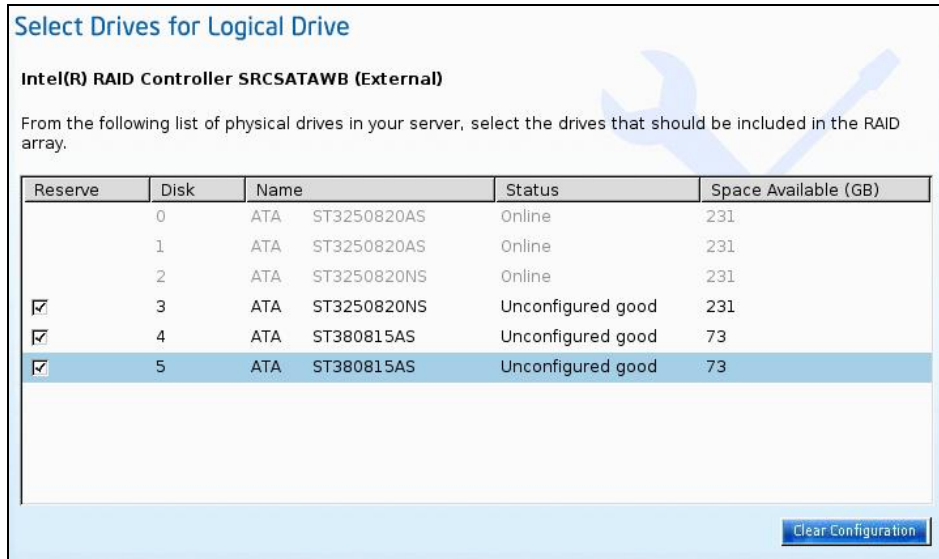 Select Drives for Logical Drive
Intel(R) RAID Controller SRCSATAWB (External)
From the following list of physical drives in your server, select the drives that should be included in the RAID
array.
Reserve Disk Name Status Space Available (GB)
0 ATA ST3250820AS Online 231
1 ATA ST3250820AS Online 231
2 ATA ST3250820NS Online 231
3 ATA ST3250820NS Unconfigured good 231
4 ATA ST380815AS Unconfigured good 73
5 ATA ST380815AS Unconfigured good 73
Clear Configuration